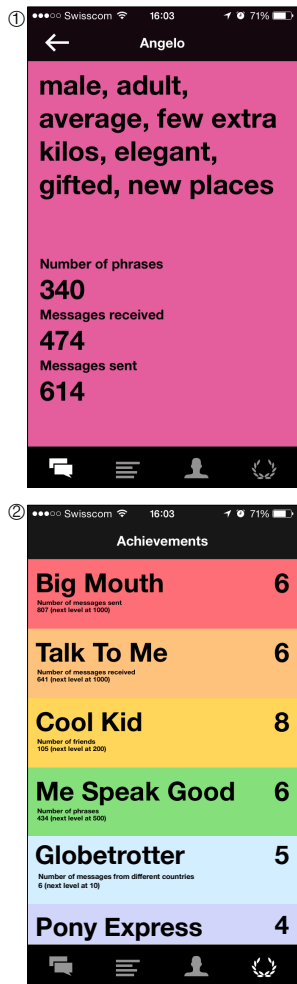 ①
Swisscom 16:03 71%
Angelo
male, adult,
average, few extra
kilos, elegant,
gifted, new places
Number of phrases
340
Messages received
474
Messages sent
614
②
Swisscom 16:03 71%
Achievements
Big Mouth 6
Number of messages sent
807 (next level at 1000)
Talk To Me 6
Number of messages received
641 (next level at 1000)
Cool Kid 8
Number of friends
105 (next level at 200)
Me Speak Good 6
Number of phrases
434 (next level at 500)
Globetrotter 5
Number of messages from different countries
6 (next level at 10)
Pony Express 4